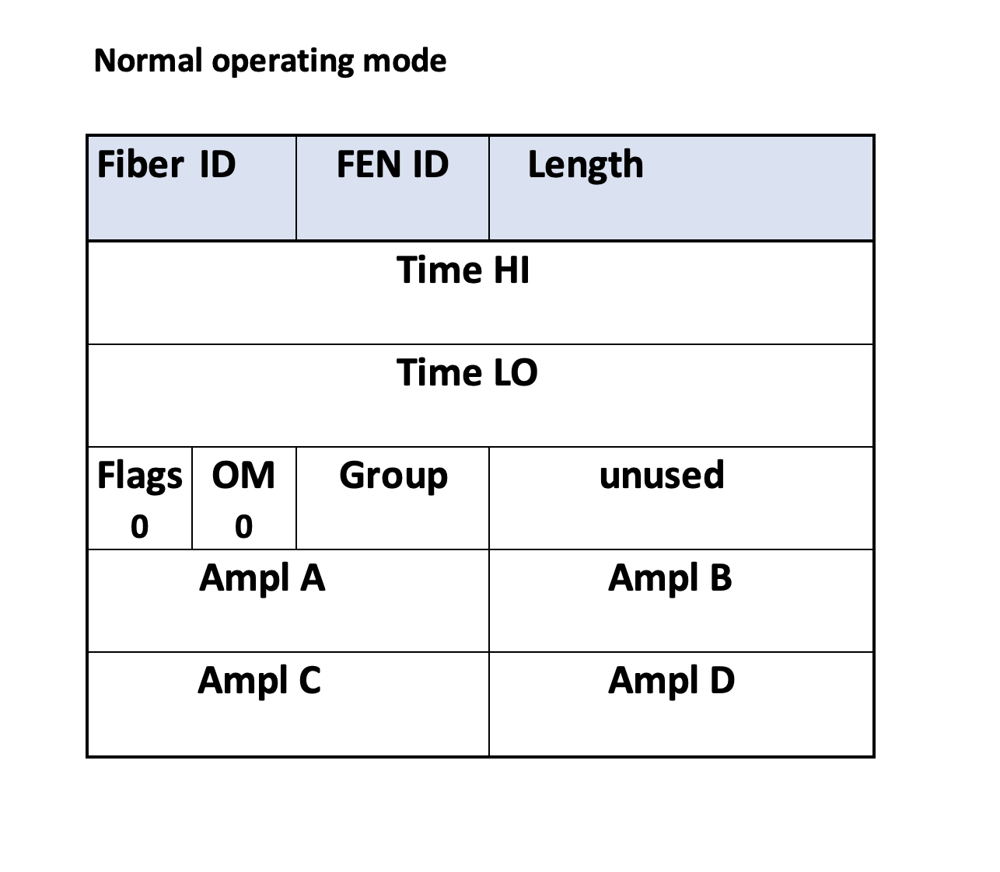 Normal operating mode
Fiber ID FEN ID Length
Time HI
Time LO
Flags OM Group unused
0 0
Ampl A Ampl B
Ampl C Ampl D